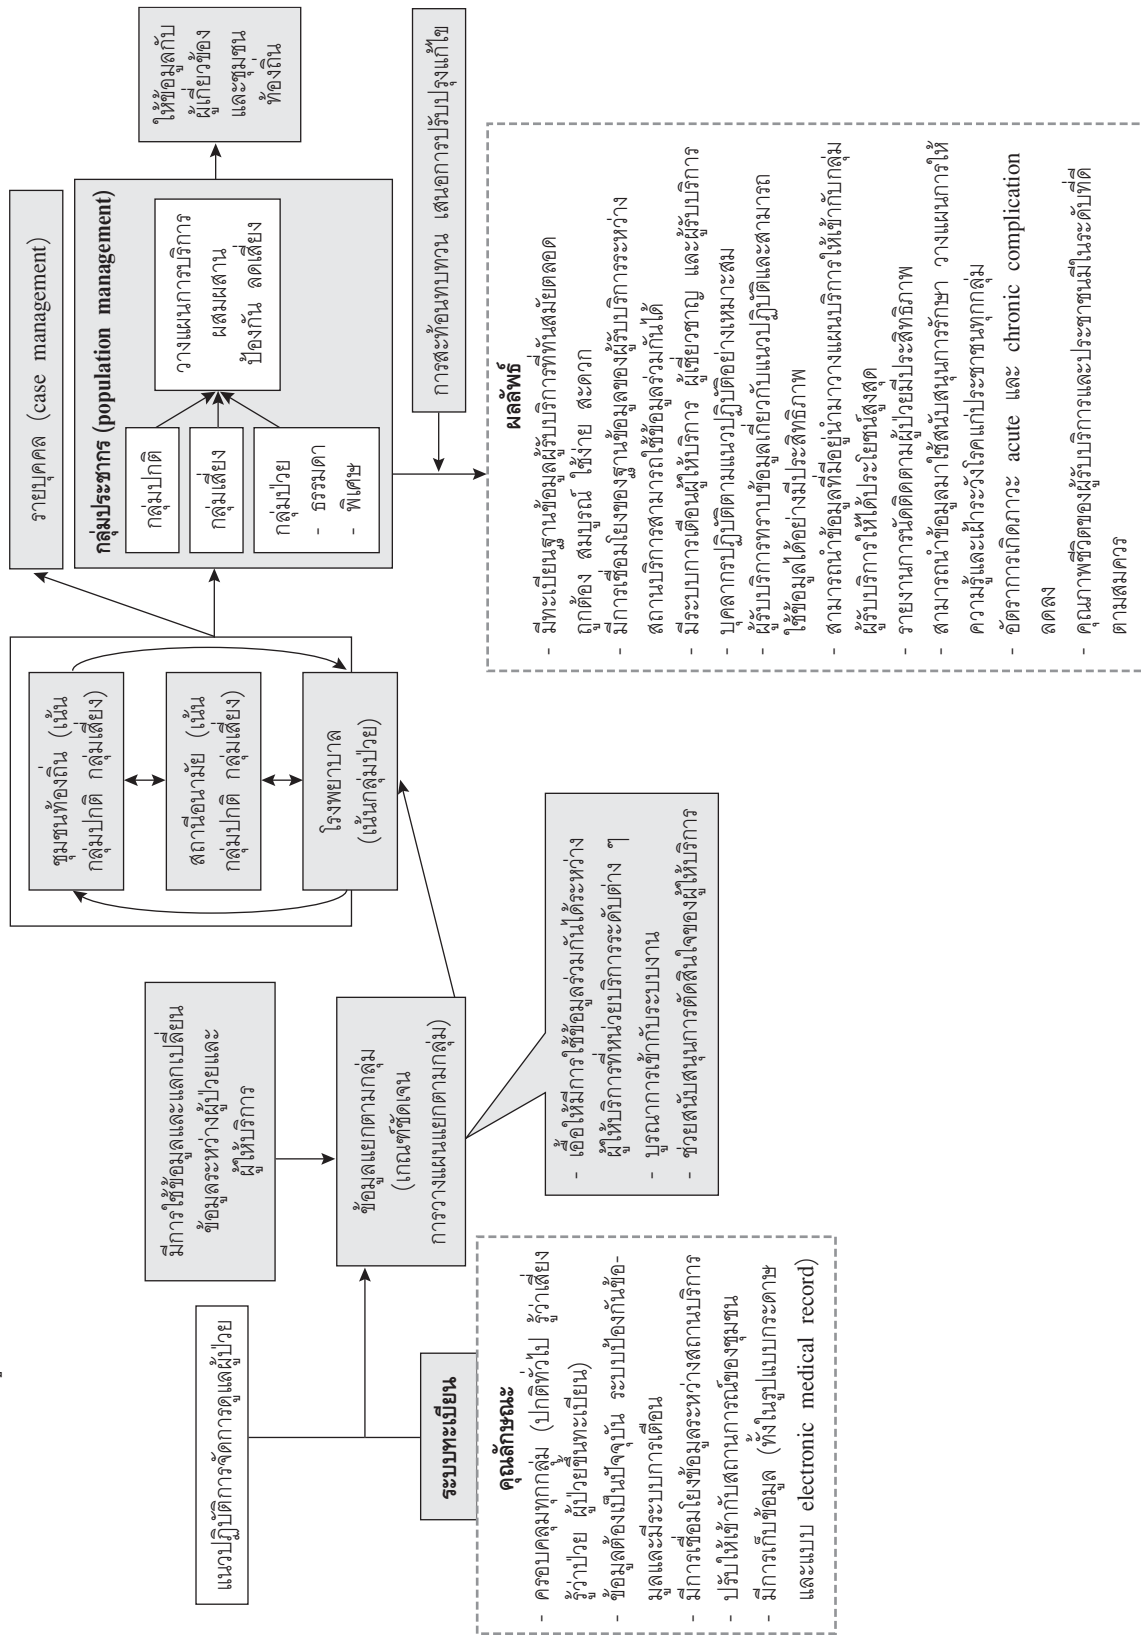 แนวปฏิบัติการจัดการดูแลผู้ป่วย
ระบบทะเบียน
คุณลักษณะ
- ครอบคลุมทุกกลุ่ม (ปกติทั่วไป รู้ว่าเสี่ยง
รู้ว่าป่วย ผู้ป่วยขึ้นทะเบียน)
- ข้อมูลต้องเป็นปัจจุบัน ระบบป้องกันข้อ-
มูลและมีระบบการเตือน
- มีการเชื่อมโยงข้อมูลระหว่างสถานบริการ
- ปรับให้เข้ากับสถานการณ์ของชุมชน
- มีการเก็บข้อมูล (ทั้งในรูปแบบกระดาษ
และแบบ electronic medical record)
มีการใช้ข้อมูลและแลกเปลี่ยน
ข้อมูลระหว่างผู้ป่วยและ
ผู้ให้บริการ
ข้อมูลแยกตามกลุ่ม
(เกณฑ์ชัดเจน
การวางแผนแยกตามกลุ่ม)
- เอื้อให้มีการใช้ข้อมูลร่วมกันได้ระหว่าง
ผู้ให้บริการที่หน่วยบริการระดับต่าง ๆ
- บูรณาการเข้ากับระบบงาน
- ช่วยสนับสนุนการตัดสินใจของผู้ให้บริการ
ชุมชนท้องถิ่น (เน้น
กลุ่มปกติ กลุ่มเสี่ยง)
สถานีอนามัย (เน้น
กลุ่มปกติ กลุ่มเสี่ยง)
โรงพยาบาล
(เน้นกลุ่มป่วย)
รายบุคคล (case management)
กลุ่มประชากร (population management)
กลุ่มปกติ
กลุ่มเสี่ยง
กลุ่มป่วย
- ธรรมดา
- พิเศษ
วางแผนการบริการ
ผสมผสาน
ป้องกัน ลดเสี่ยง
ให้ข้อมูลกับ
ผู้เกี่ยวข้อง
และชุมชน
ท้องถิ่น
การสะท้อนทบทวน เสนอการปรับปรุงแก้ไข
ผลลัพธ์
- มีทะเบียนฐานข้อมูลผู้รับบริการที่ทันสมัยตลอด
ถูกต้อง สมบูรณ์ ใช้ง่าย สะดวก
- มีการเชื่อมโยงของฐานข้อมูลของผู้รับบริการระหว่าง
สถานบริการสามารถใช้ข้อมูลร่วมกันได้
- มีระบบการเตือนผู้ให้บริการ ผู้เชี่ยวชาญ และผู้รับบริการ
- บุคลากรปฏิบัติตามแนวปฏิบัติอย่างเหมาะสม
- ผู้รับบริการทราบข้อมูลเกี่ยวกับแนวปฏิบัติและสามารถ
ใช้ข้อมูลได้อย่างมีประสิทธิภาพ
- สามารถนำข้อมูลที่มีอยู่นำมาวางแผนบริการให้เข้ากับกลุ่ม
ผู้รับบริการให้ได้ประโยชน์สูงสุด
- รายงานการนัดติดตามผู้ป่วยมีประสิทธิภาพ
- สามารถนำข้อมูลมาใช้สนับสนุนการรักษา วางแผนการให้
ความรู้และเฝ้าระวังโรคแก่ประชาชนทุกกลุ่ม
- อัตราการเกิดภาวะ acute และ chronic complication
ลดลง
- คุณภาพชีวิตของผู้รับบริการและประชาชนมีในระดับที่ดี
ตามสมควร